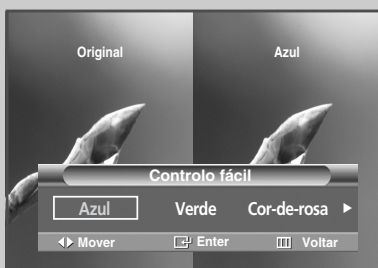 Original Azul
Controlo fácil
Azul Verde Cor-de-rosa
Mover Enter Voltar